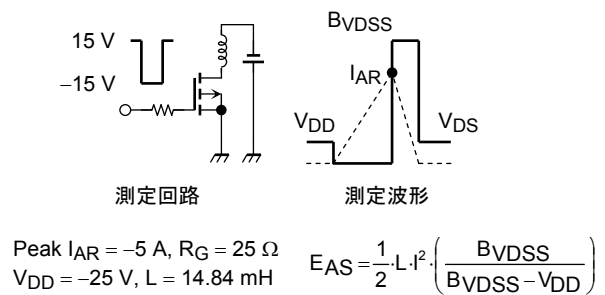 15 V
−15 V
BVDSS
IAR
VDD
VDS
測定回路
測定波形
Peak IAR = −5 A, RG = 25 Ω
VDD = −25 V, L = 14.84 mH
EAS = 1/2·L·I²·(BVDSS / (BVDSS − VDD))